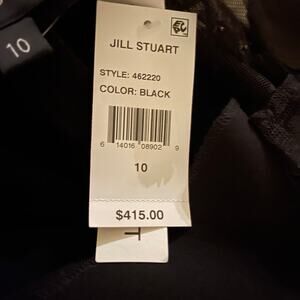 10
JILL STUART
STYLE: 462220
COLOR: BLACK
6 14016 08902 9
10
$415.00